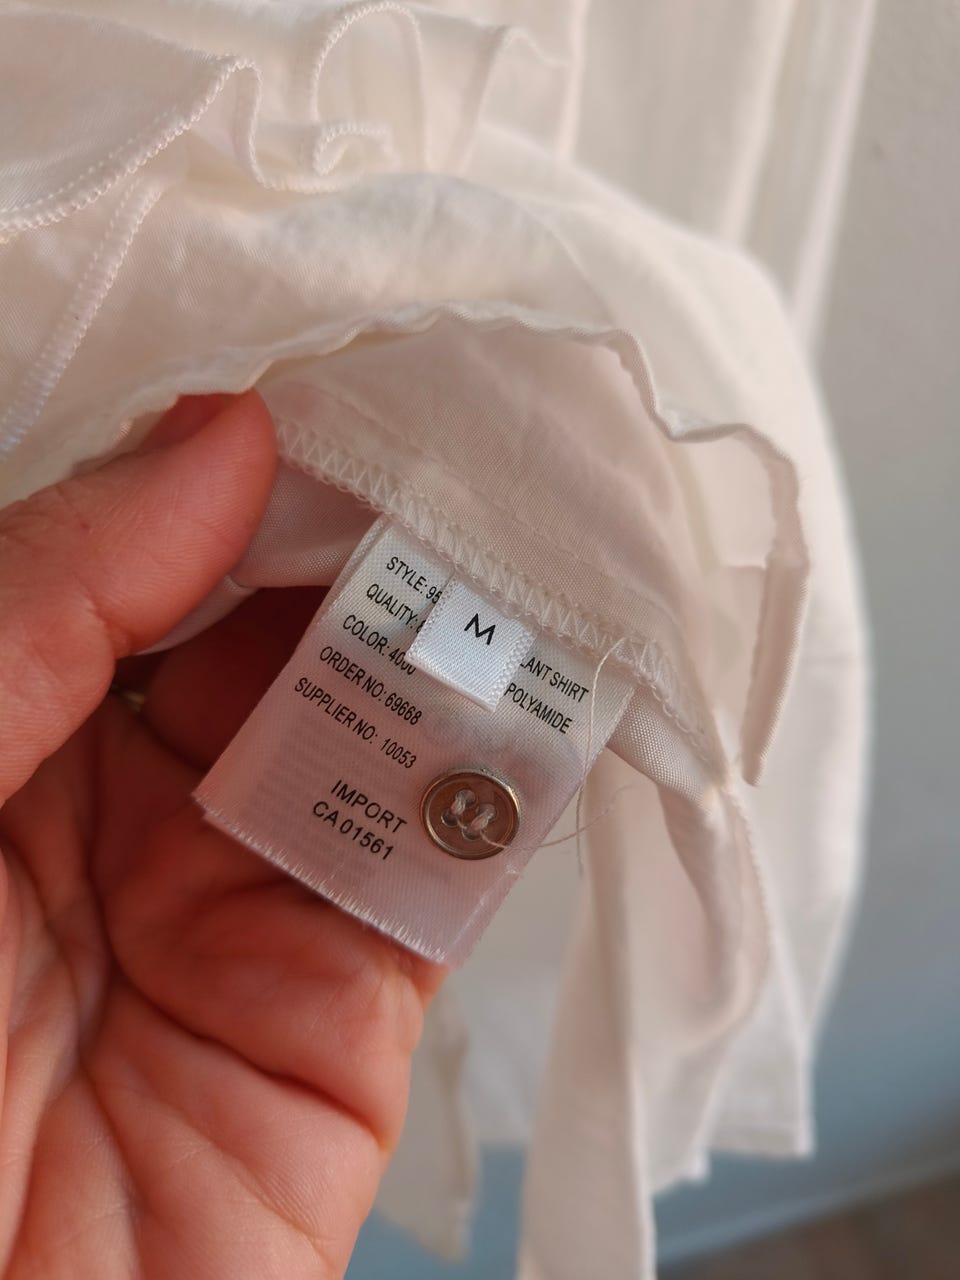 STYLE: 95
M
QUALITY:
LANT SHIRT
COLOR: 4000
POLYAMIDE
ORDER NO: 69668
SUPPLIER NO: 10053
IMPORT
CA 01561